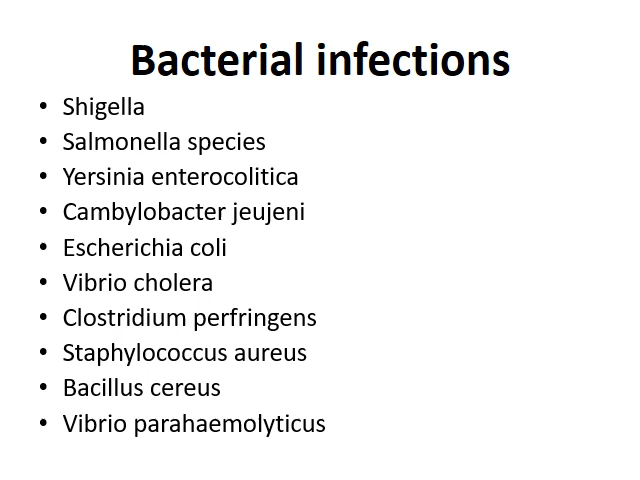 Bacterial infections
• Shigella
• Salmonella species
• Yersinia enterocolitica
• Cambylobacter jeujeni
• Escherichia coli
• Vibrio cholera
• Clostridium perfringens
• Staphylococcus aureus
• Bacillus cereus
• Vibrio parahaemolyticus